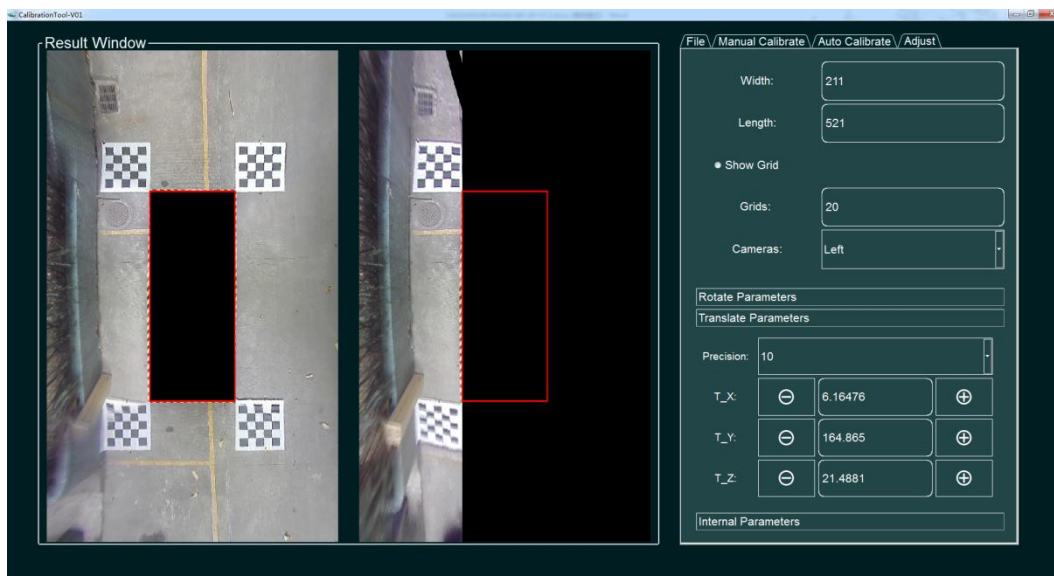 CalibrationTool-V01
Result Window
File Manual Calibrate Auto Calibrate Adjust
Width: 211
Length: 521
Show Grid
Grids: 20
Cameras: Left
Rotate Parameters
Translate Parameters
Precision: 10
T_X: 6.16476
T_Y: 164.865
T_Z: 21.4881
Internal Parameters